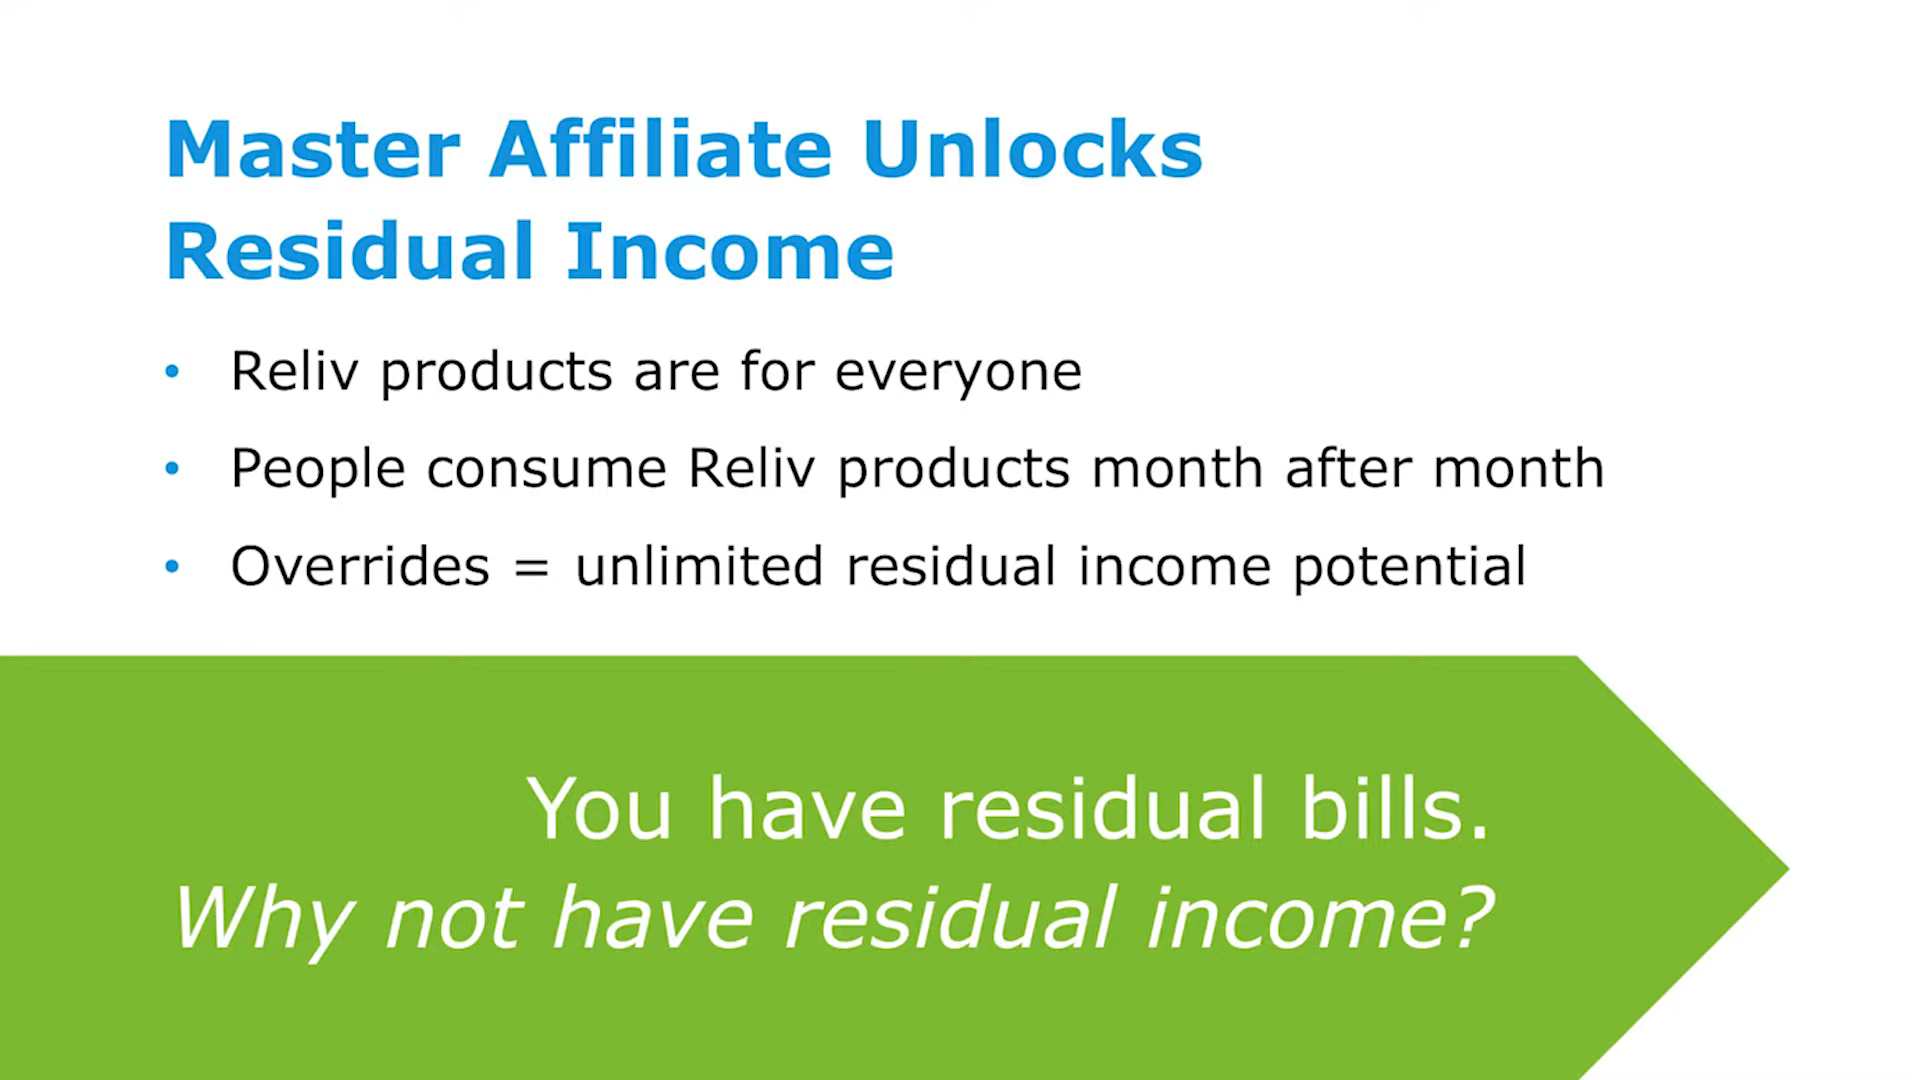 Master Affiliate Unlocks
Residual Income
• Reliv products are for everyone
• People consume Reliv products month after month
• Overrides = unlimited residual income potential
You have residual bills.
Why not have residual income?